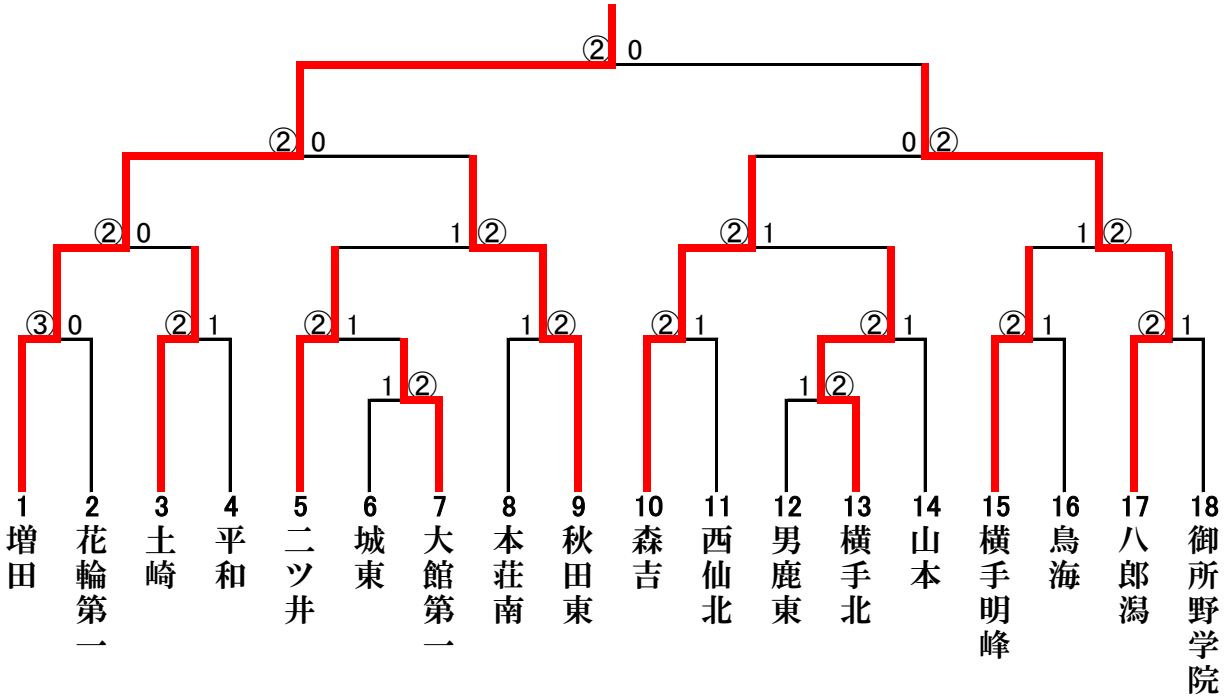 ② 0
② 0
0 ②
② 0
1 ②
② 1
1 ②
③ 0
② 1
② 1
1 ②
② 1
② 1
② 1
② 1
1 ②
1 ②
1 増田
2 花輪第一
3 土崎
4 平和
5 二ツ井
6 城東
7 大館第一
8 本荘南
9 秋田東
10 森吉
11 西仙北
12 男鹿東
13 横手北
14 山本
15 横手明峰
16 鳥海
17 八郎潟
18 御所野学院